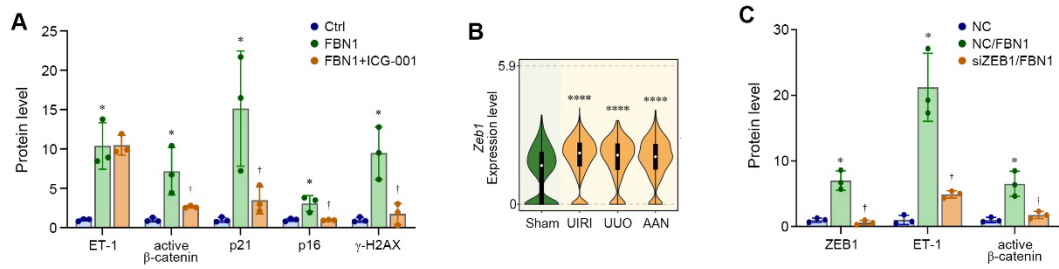 A
Ctrl
FBN1
FBN1+ICG-001
Protein level
25
20
15
10
5
0
*
*
†
*
†
*
†
*
†
ET-1
active
β-catenin
p21
p16
γ-H2AX
B
Zeb1
Expression level
5.9
0
****
****
****
Sham
UIRI
UUO
AAN
C
NC
NC/FBN1
siZEB1/FBN1
Protein level
30
20
10
0
*
†
*
†
*
†
ZEB1
ET-1
active
β-catenin